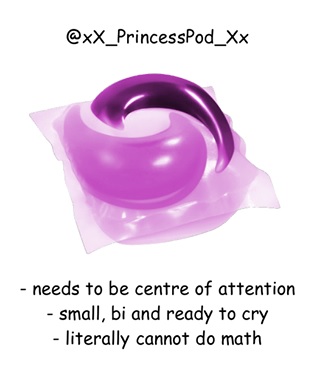 @xX_PrincessPod_Xx
- needs to be centre of attention
- small, bi and ready to cry
- literally cannot do math